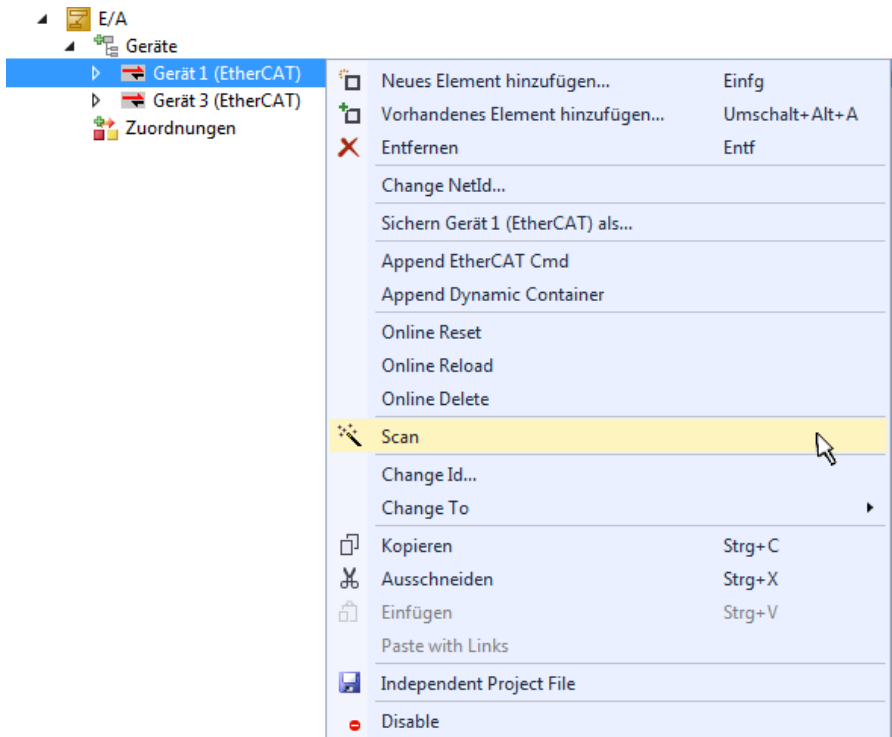 E/A
Geräte
Gerät 1 (EtherCAT)
Gerät 3 (EtherCAT)
Zuordnungen
Neues Element hinzufügen... Einfg
Vorhandenes Element hinzufügen... Umschalt+Alt+A
Entfernen Entf
Change NetId...
Sichern Gerät 1 (EtherCAT) als...
Append EtherCAT Cmd
Append Dynamic Container
Online Reset
Online Reload
Online Delete
Scan
Change Id...
Change To
Kopieren Strg+C
Ausschneiden Strg+X
Einfügen Strg+V
Paste with Links
Independent Project File
Disable